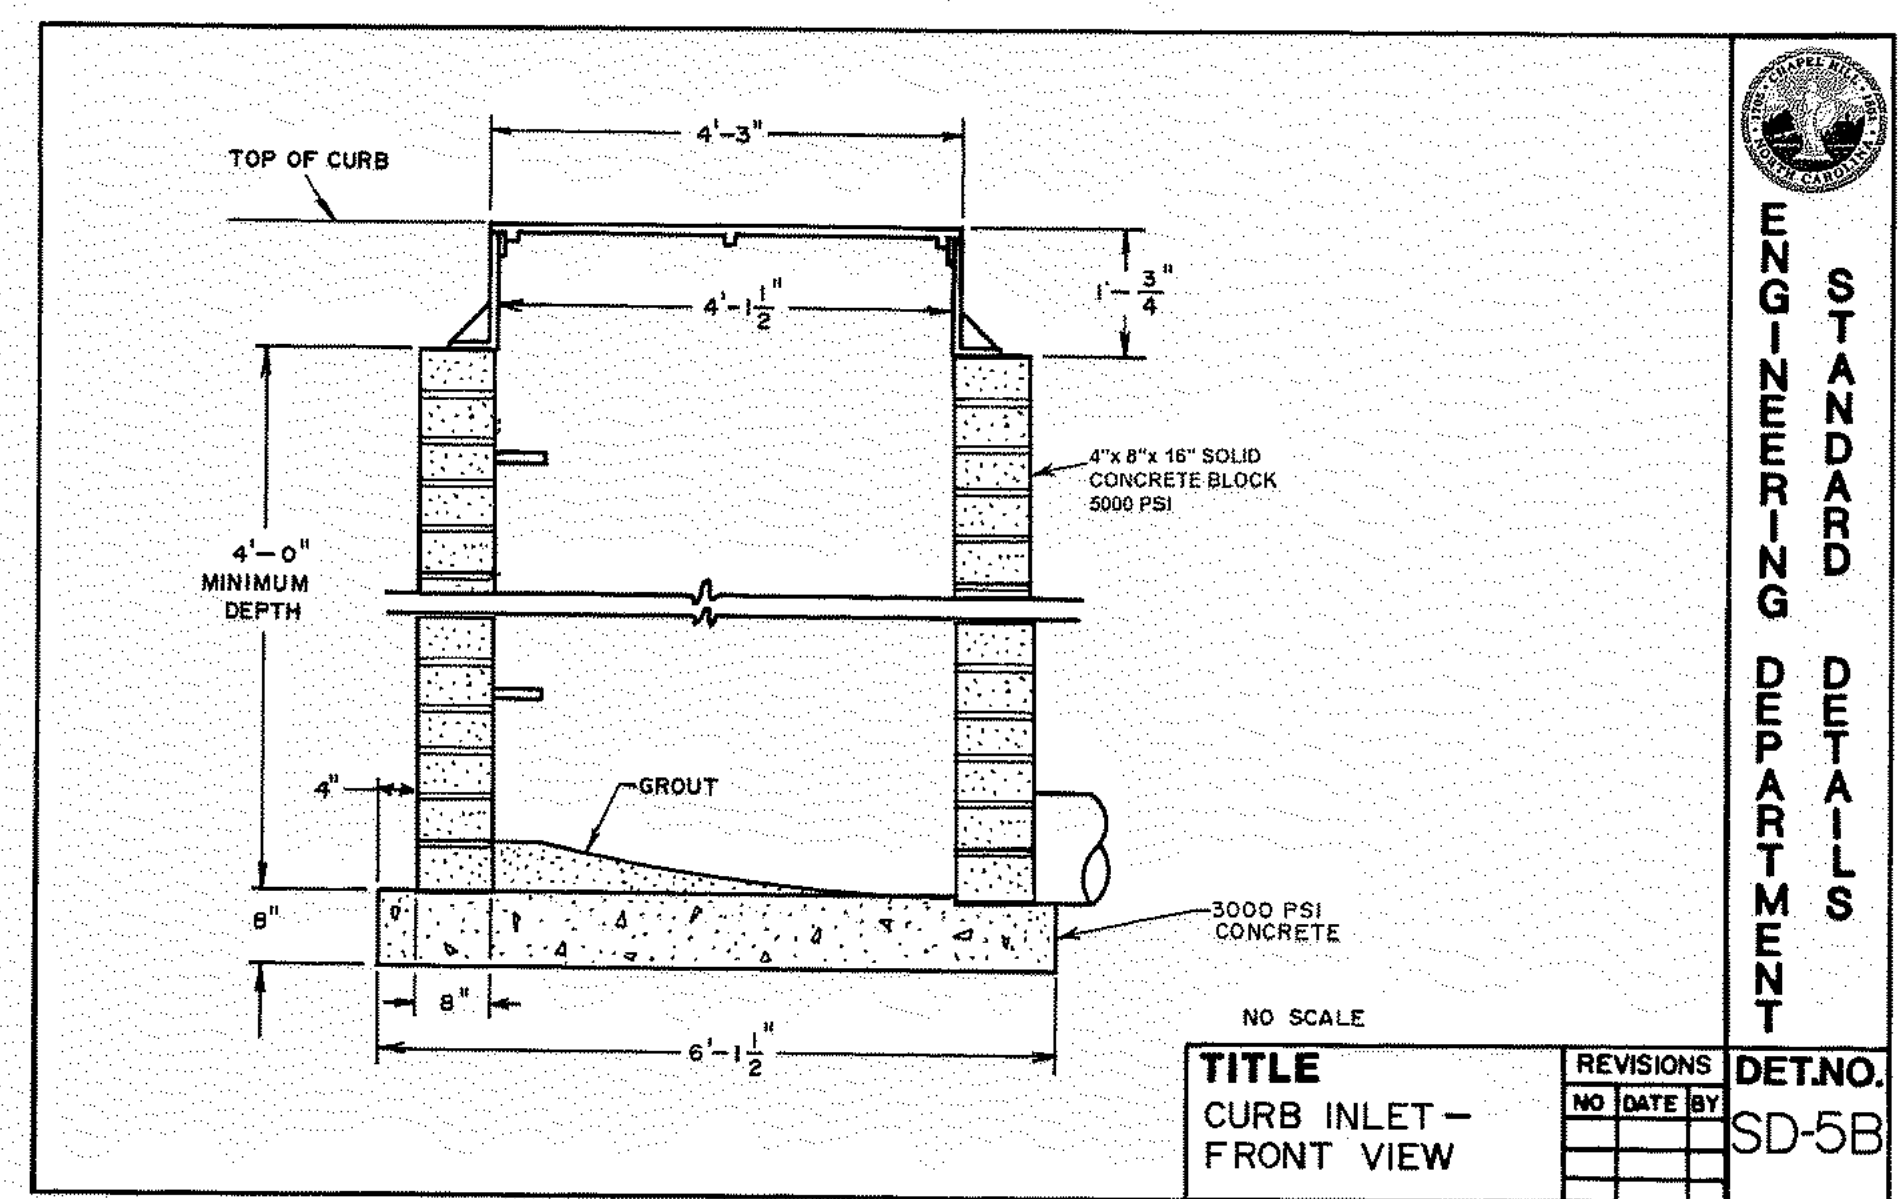 4'-3"
TOP OF CURB
4'-1 1/2"
1'- 3/4"
4"x 8"x 16" SOLID
CONCRETE BLOCK
5000 PSI
4'-0"
MINIMUM
DEPTH
4"
GROUT
8"
3000 PSI
CONCRETE
8"
6'-1 1/2"
NO SCALE
TITLE
CURB INLET-
FRONT VIEW
REVISIONS
NO DATE BY
CHAPEL HILL
NORTH CAROLINA
ENGINEERING DEPARTMENT
STANDARD DETAILS
DET.NO.
SD-5B